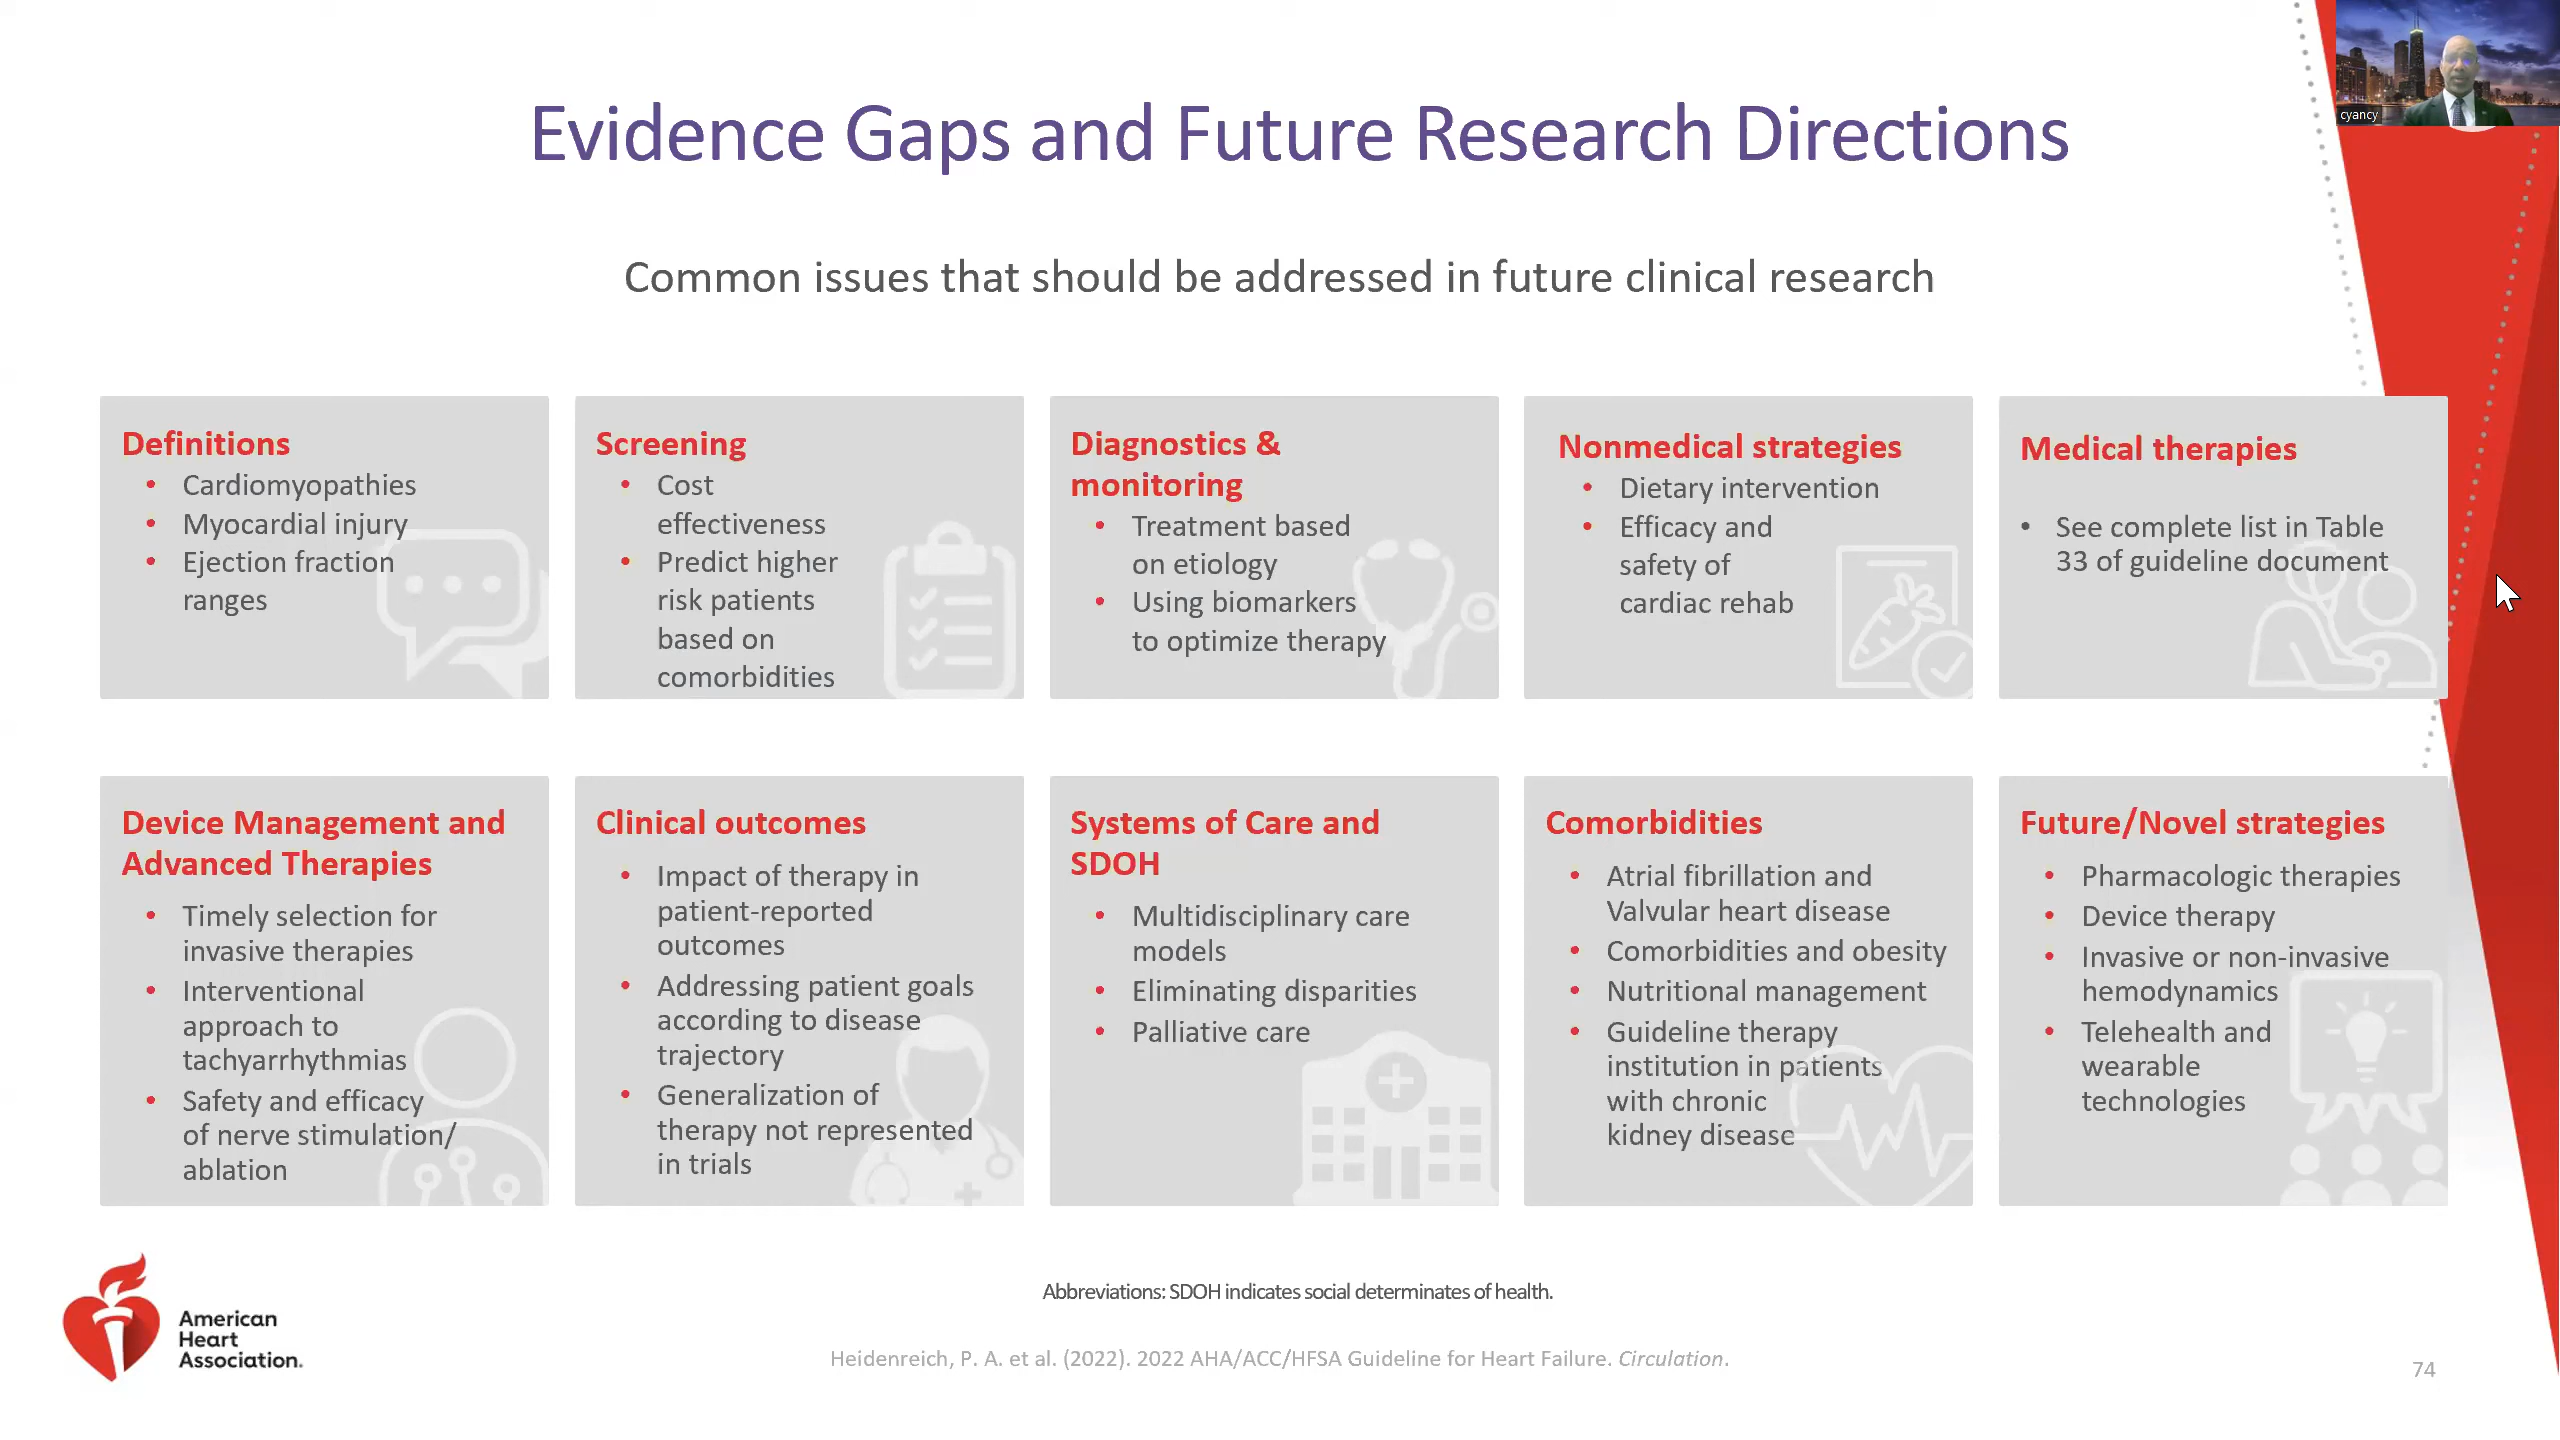 cyancy
Evidence Gaps and Future Research Directions
Common issues that should be addressed in future clinical research
Definitions
• Cardiomyopathies
• Myocardial injury
• Ejection fraction
ranges
Screening
• Cost
effectiveness
• Predict higher
risk patients
based on
comorbidities
Diagnostics &
monitoring
• Treatment based
on etiology
• Using biomarkers
to optimize therapy
Nonmedical strategies
• Dietary intervention
• Efficacy and
safety of
cardiac rehab
Medical therapies
• See complete list in Table
33 of guideline document
Device Management and
Advanced Therapies
• Timely selection for
invasive therapies
• Interventional
approach to
tachyarrhythmias
• Safety and efficacy
of nerve stimulation/
ablation
Clinical outcomes
• Impact of therapy in
patient-reported
outcomes
• Addressing patient goals
according to disease
trajectory
• Generalization of
therapy not represented
in trials
Systems of Care and
SDOH
• Multidisciplinary care
models
• Eliminating disparities
• Palliative care
Comorbidities
• Atrial fibrillation and
Valvular heart disease
• Comorbidities and obesity
• Nutritional management
• Guideline therapy
institution in patients
with chronic
kidney disease
Future/Novel strategies
• Pharmacologic therapies
• Device therapy
• Invasive or non-invasive
hemodynamics
• Telehealth and
wearable
technologies
Abbreviations: SDOH indicates social determinates of health.
American
Heart
Association.
Heidenreich, P. A. et al. (2022). 2022 AHA/ACC/HFSA Guideline for Heart Failure. Circulation.
74